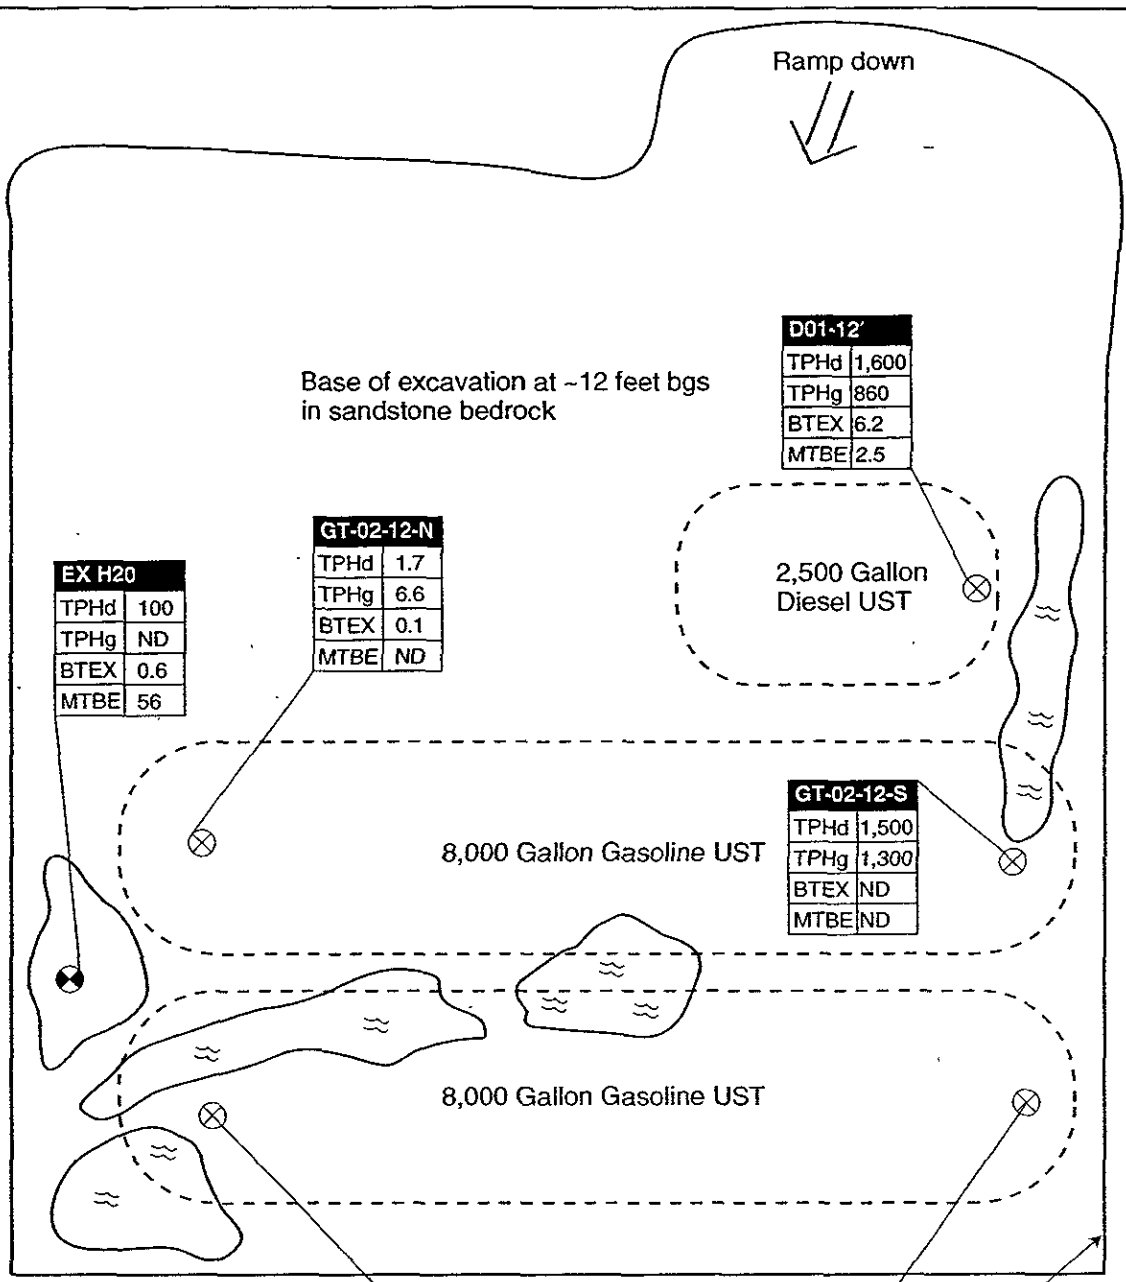 Ramp down
Base of excavation at ~12 feet bgs
in sandstone bedrock
D01-12'
TPHd 1,600
TPHg 860
BTEX 6.2
MTBE 2.5
GT-02-12-N
TPHd 1.7
TPHg 6.6
BTEX 0.1
MTBE ND
EX H20
TPHd 100
TPHg ND
BTEX 0.6
MTBE 56
2,500 Gallon
Diesel UST
8,000 Gallon Gasoline UST
GT-02-12-S
TPHd 1,500
TPHg 1,300
BTEX ND
MTBE ND
8,000 Gallon Gasoline UST